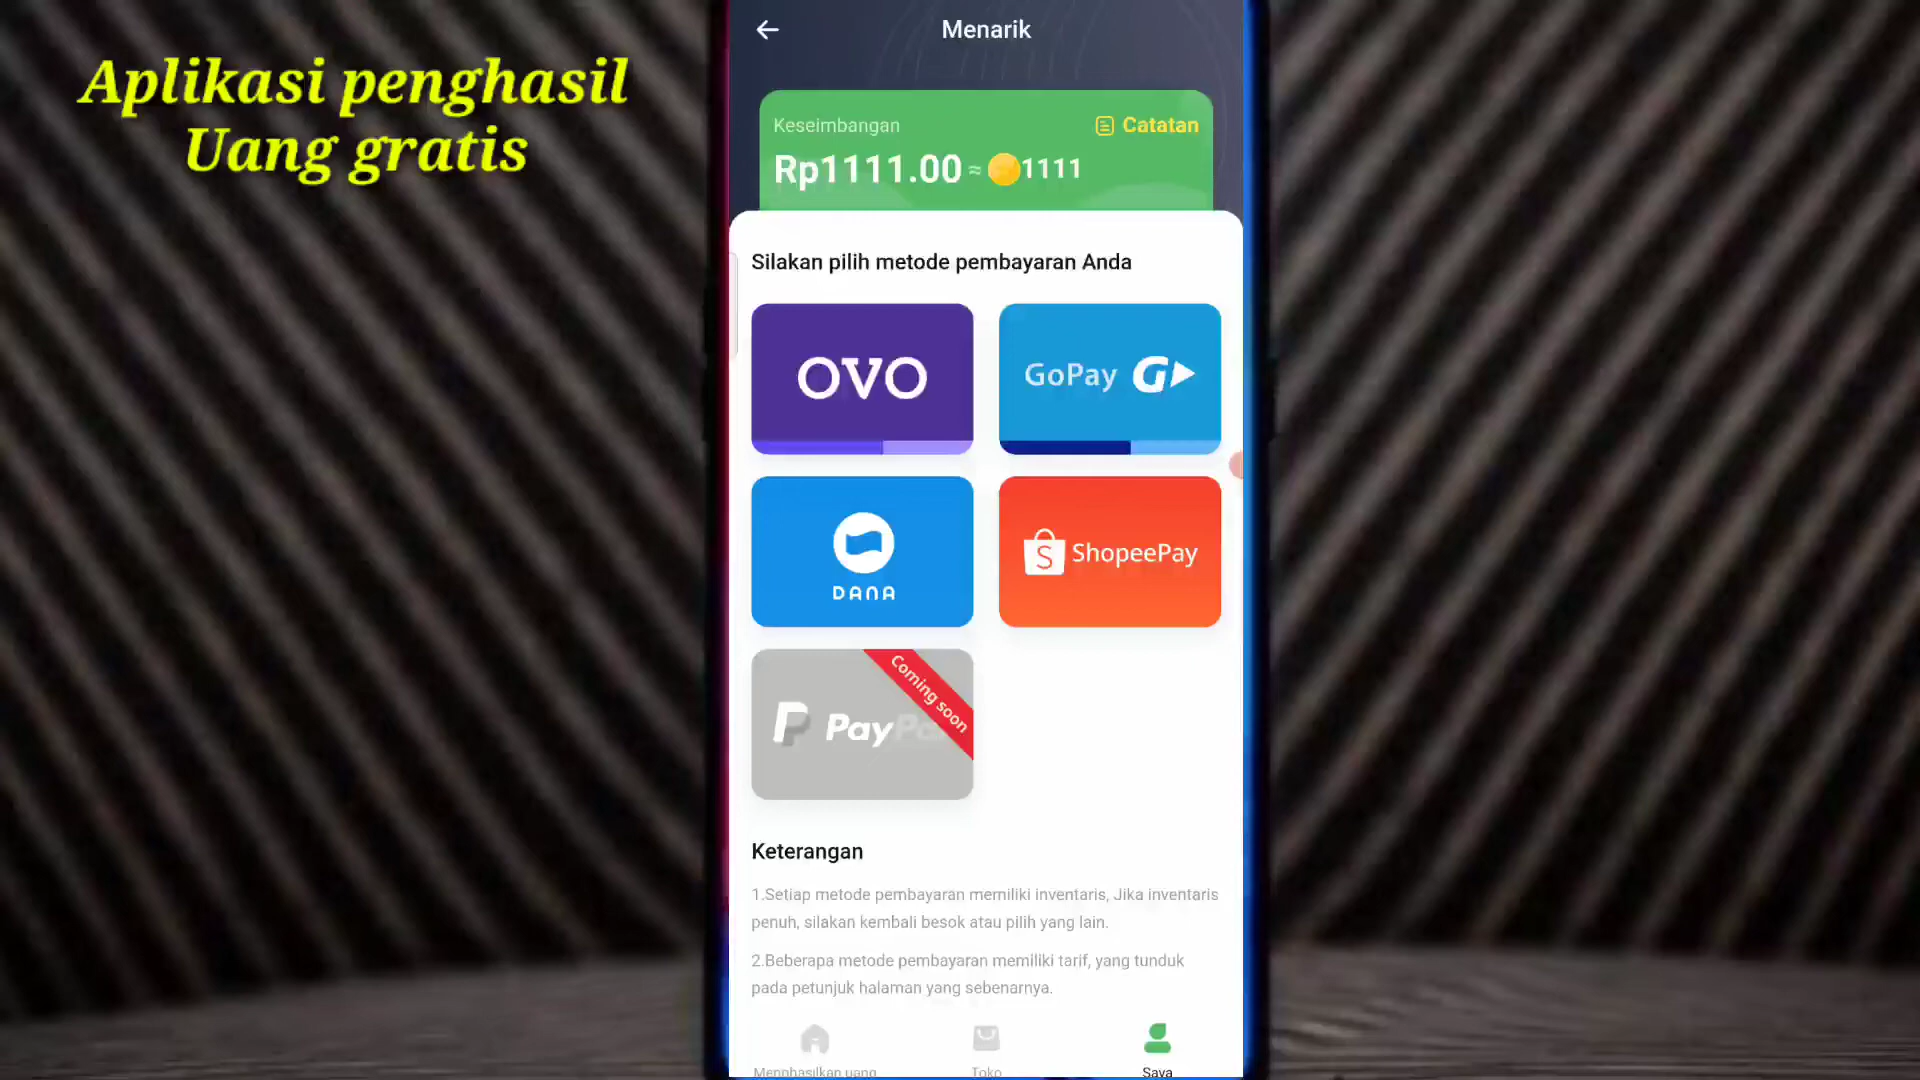 Aplikasi penghasil
Uang gratis
Menarik
Keseimbangan
Catatan
Rp1111.00 ≈ 1111
Silakan pilih metode pembayaran Anda
OVO
GoPay
DANA
S ShopeePay
PayPal
Coming soon
Keterangan
1.Setiap metode pembayaran memiliki inventaris, Jika inventaris
penuh, silakan kembali besok atau pilih yang lain.
2.Beberapa metode pembayaran memiliki tarif, yang tunduk
pada petunjuk halaman yang sebenarnya.
Menghasilkan uang
Toko
Saya